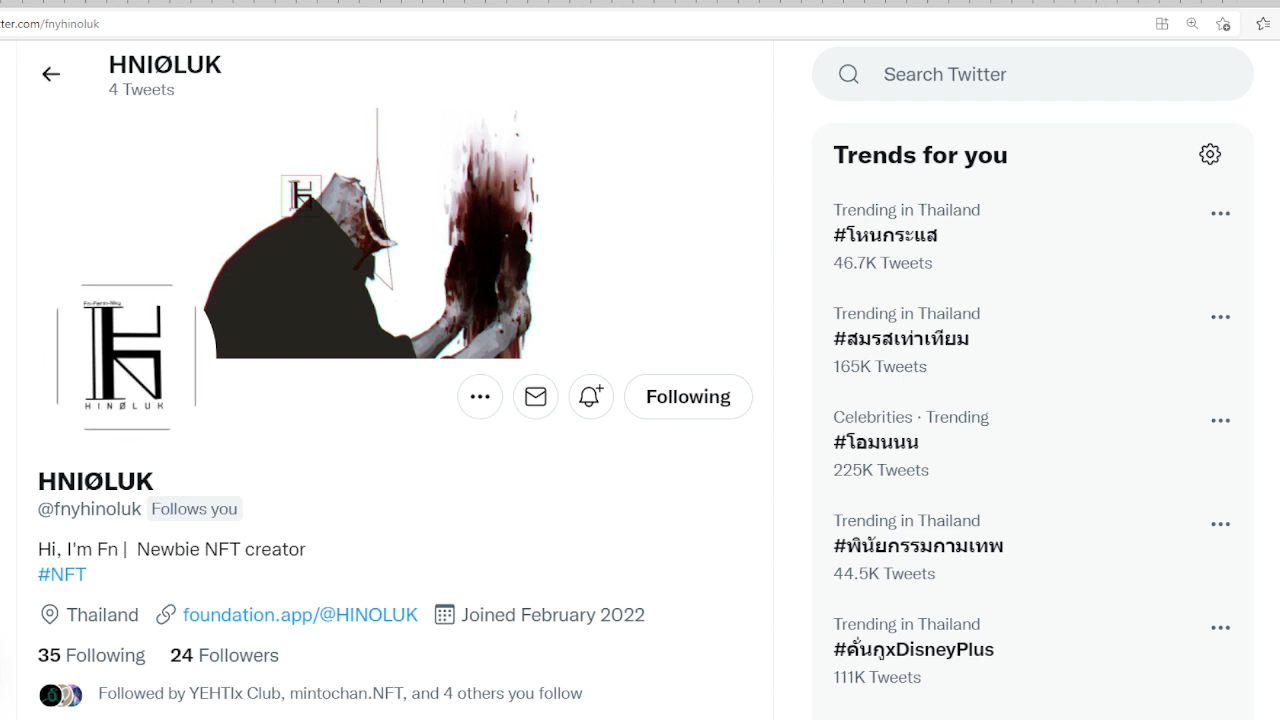 tter.com/fnyhinoluk
HNIØLUK
4 Tweets
Search Twitter
Trends for you
Trending in Thailand
#โหนกระแส
46.7K Tweets
Trending in Thailand
#สมรสเท่าเทียม
165K Tweets
Celebrities · Trending
#โอมนนน
225K Tweets
Trending in Thailand
#พินัยกรรมกามเทพ
44.5K Tweets
Trending in Thailand
#คั่นกูxDisneyPlus
111K Tweets
HINØLUK
Following
HNIØLUK
@fnyhinoluk Follows you
Hi, I'm Fn | Newbie NFT creator
#NFT
Thailand foundation.app/@HINOLUK Joined February 2022
35 Following 24 Followers
Followed by YEHTIx Club, mintochan.NFT, and 4 others you follow